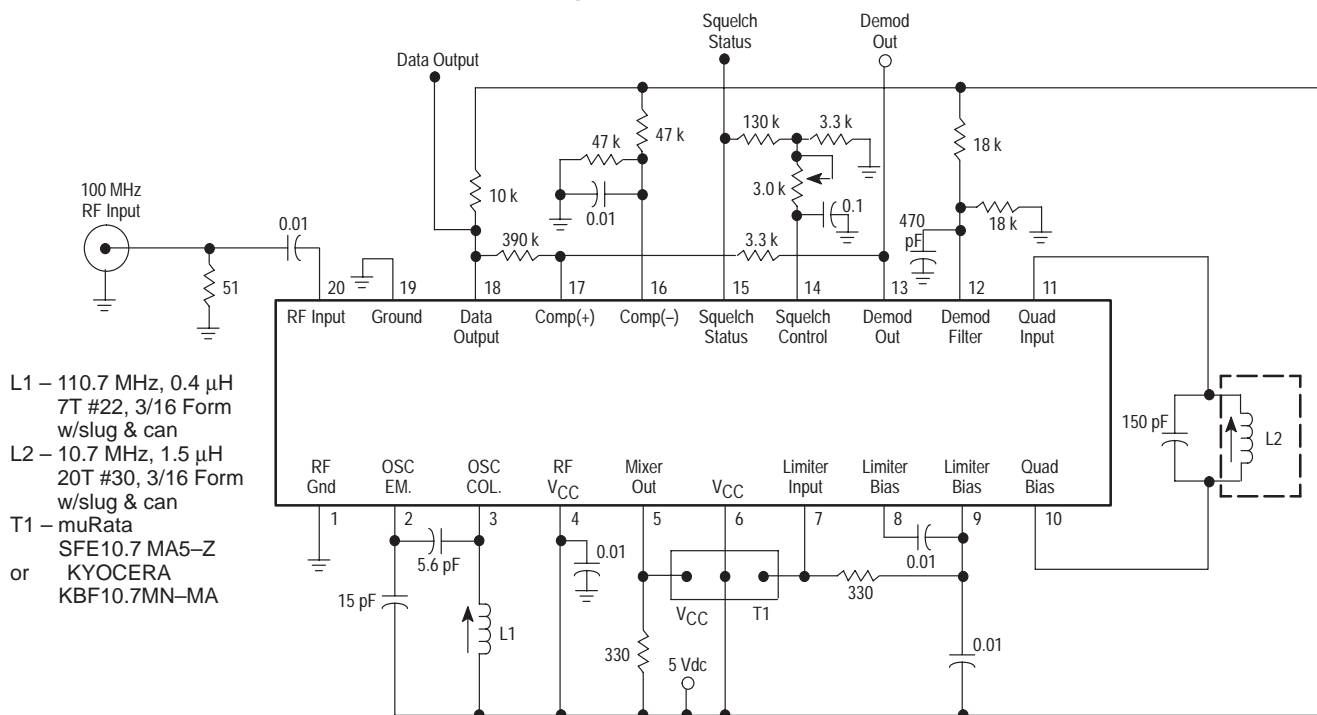 Squelch
Status
Demod
Out
Data Output
47 k
47 k
130 k
3.3 k
18 k
10 k
3.0 k
0.01
0.1
18 k
470
pF
100 MHz
RF Input
0.01
51
390 k
3.3 k
20
19
18
17
16
15
14
13
12
11
RF Input
Ground
Data
Output
Comp(+)
Comp(–)
Squelch
Status
Squelch
Control
Demod
Out
Demod
Filter
Quad
Input
L1 – 110.7 MHz, 0.4 µH
7T #22, 3/16 Form
w/slug & can
L2 – 10.7 MHz, 1.5 µH
20T #30, 3/16 Form
w/slug & can
T1 – muRata
SFE10.7 MA5–Z
or KYOCERA
KBF10.7MN–MA
150 pF
L2
RF
Gnd
OSC
EM.
OSC
COL.
RF
VCC
Mixer
Out
VCC
Limiter
Input
Limiter
Bias
Limiter
Bias
Quad
Bias
1
2
3
4
5
6
7
8
9
10
5.6 pF
0.01
0.01
15 pF
L1
VCC
T1
330
330
5 Vdc
0.01